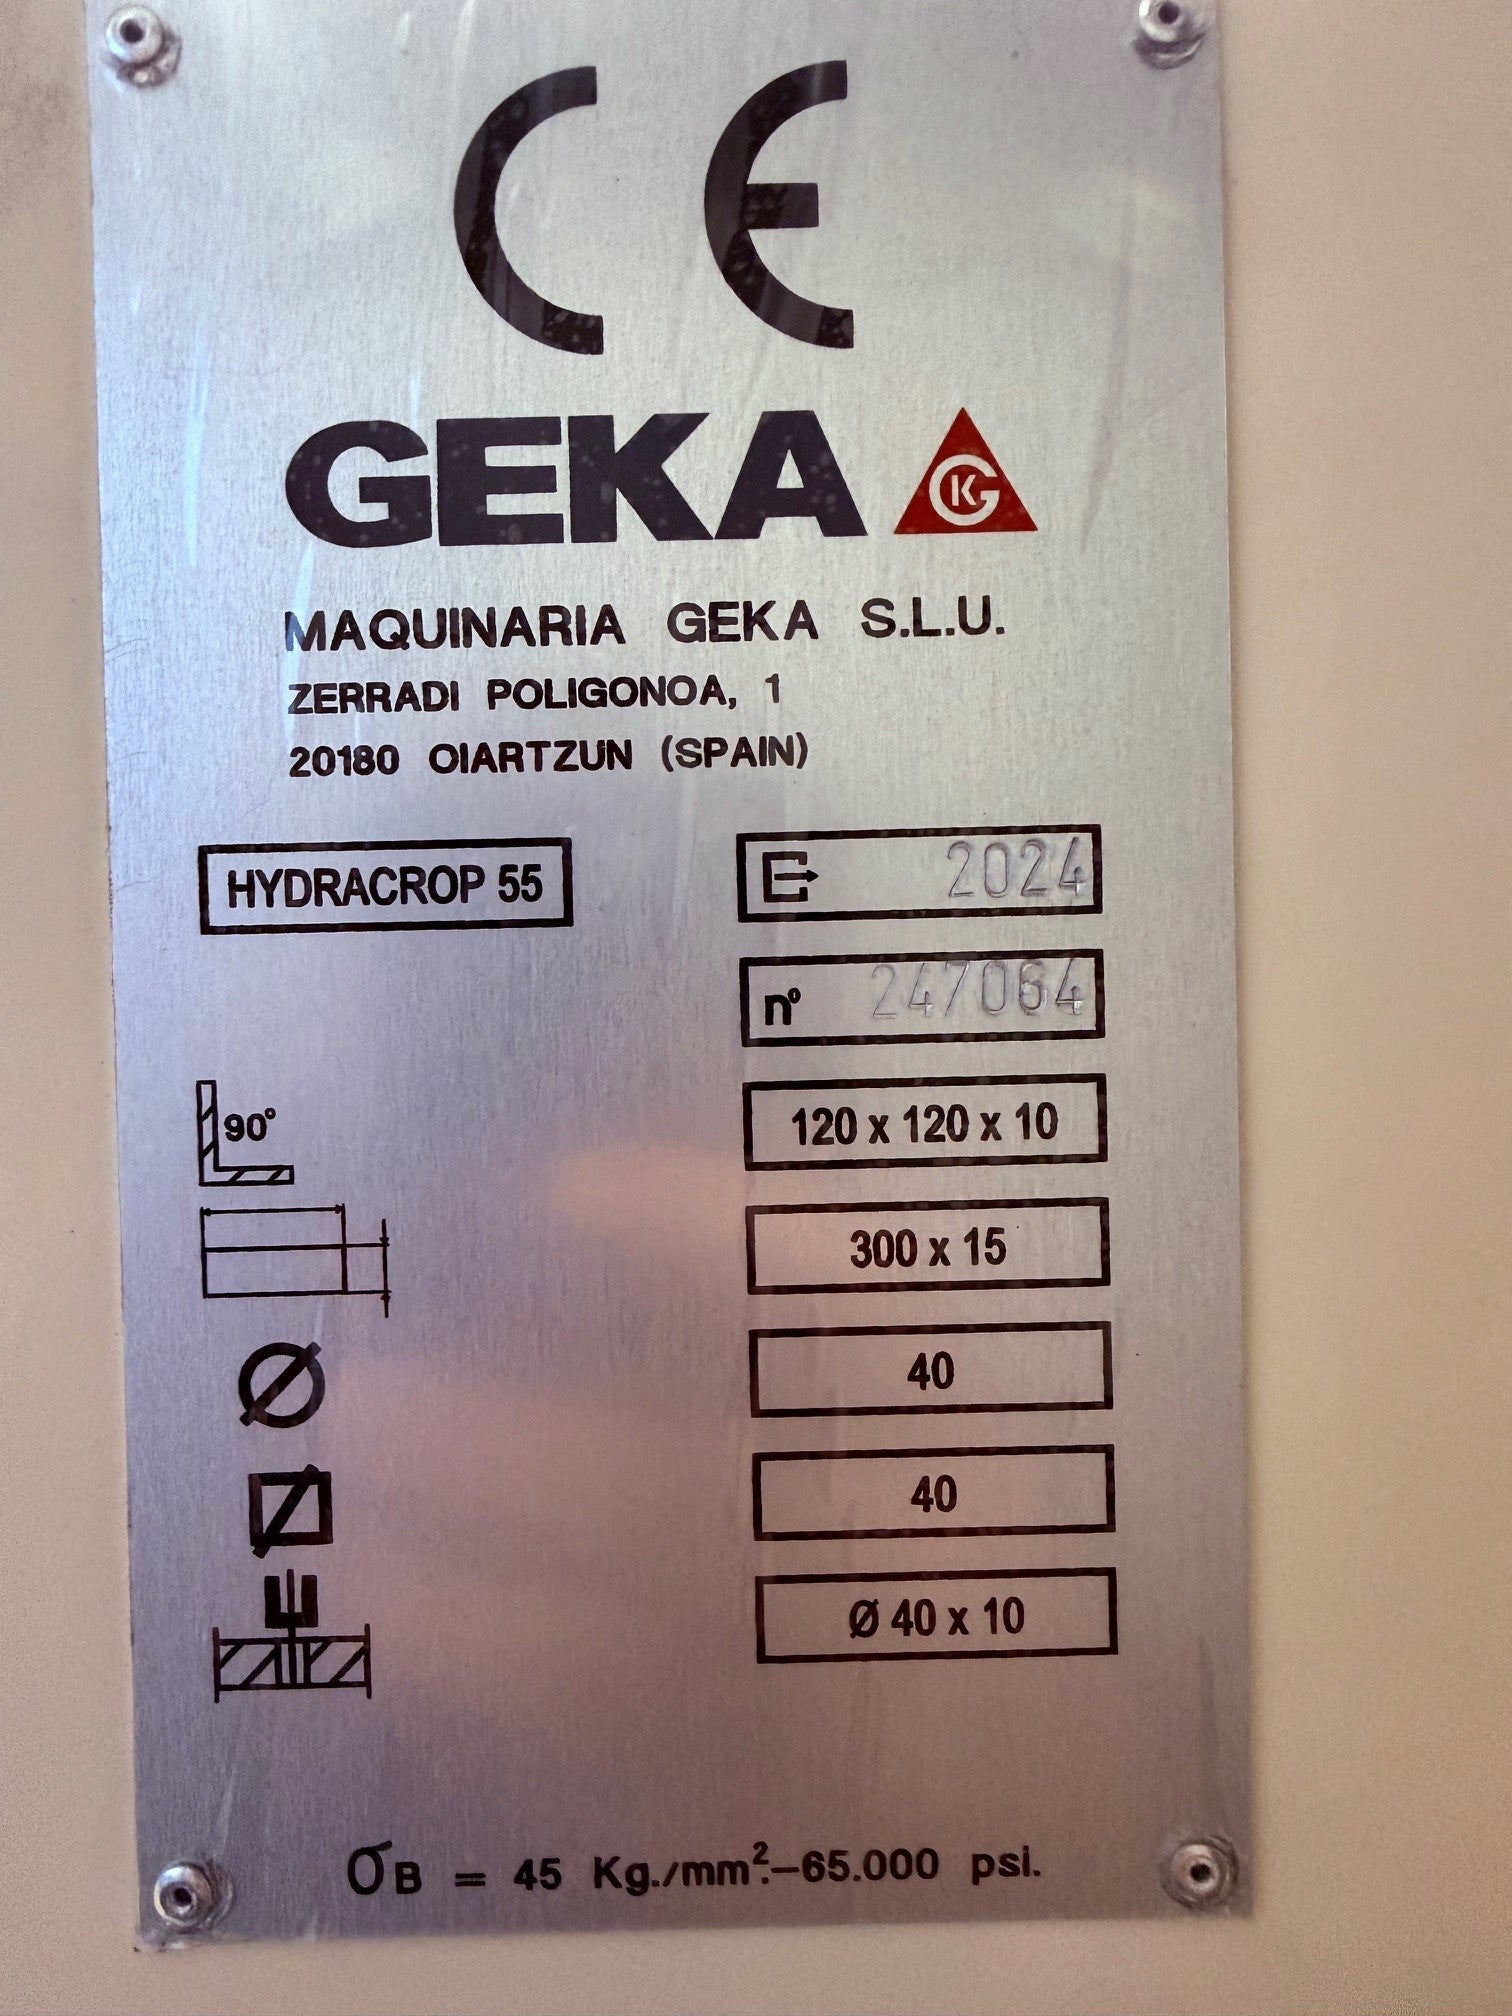 CE
GEKA KG
MAQUINARIA GEKA S.L.U.
ZERRADI POLIGONOA, 1
20180 OIARTZUN (SPAIN)
HYDRACROP 55
2024
nº 247064
90°
120 x 120 x 10
300 x 15
Ø 40
40
Ø 40 x 10
σB = 45 Kg./mm².-65.000 psi.